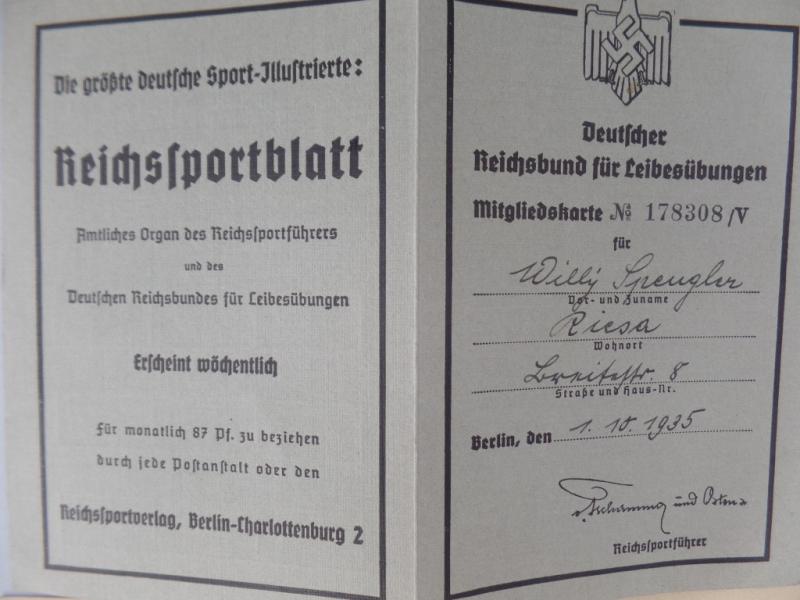 Die größte deutsche Sport-Illustrierte:
Reichssportblatt
Amtliches Organ des Reichssportführers
und des
Deutschen Reichsbundes für Leibesübungen
Erscheint wöchentlich
Für monatlich 87 Pf. zu beziehen
durch jede Postanstalt oder den
Reichssportverlag, Berlin-Charlottenburg 2
Deutscher
Reichsbund für Leibesübungen
Mitgliedskarte № 178308/V
für
Willy Spengler
Vor- und Zuname
Riesa
Wohnort
Breitestr. 8
Straße und Haus-Nr.
Berlin, den 1. 10. 1935
v. Tschammer und Osten
Reichssportführer